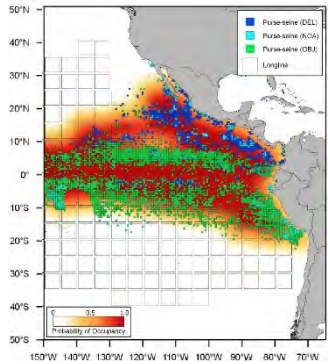 50°N
40°N
30°N
20°N
10°N
0°
10°S
20°S
30°S
40°S
50°S
150°W 140°W 130°W 120°W 110°W 100°W 90°W 80°W 70°W
Purse-seine (DEL)
Purse-seine (NOA)
Purse-seine (OBJ)
Longline
0 0.5 1.0
Probability of Occupancy